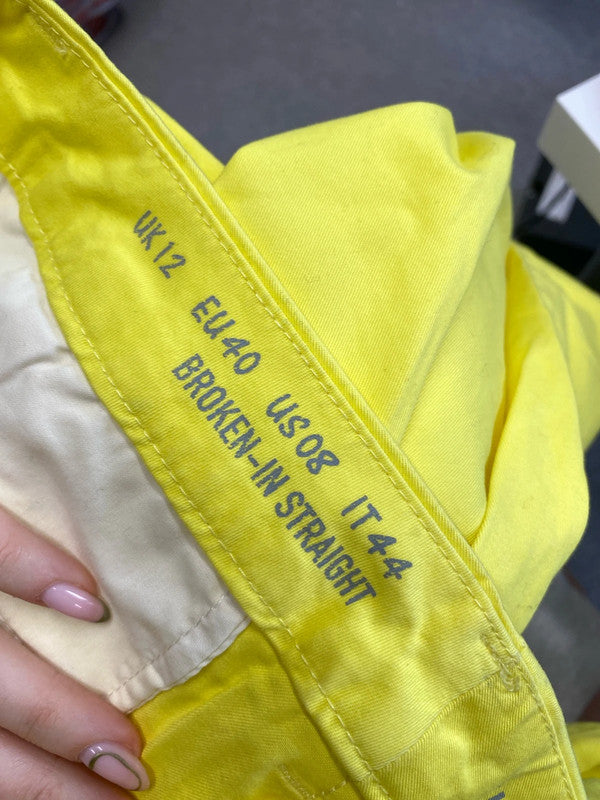 UK12 EU40 US08 IT44
BROKEN-IN STRAIGHT